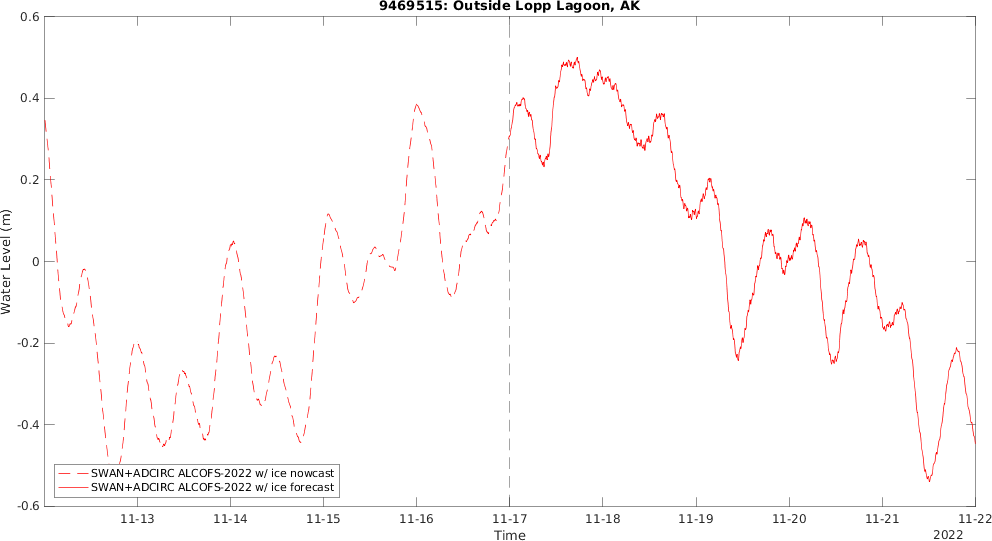 9469515: Outside Lopp Lagoon, AK
0.6
0.4
0.2
0
-0.2
-0.4
-0.6
Water Level (m)
SWAN+ADCIRC ALCOFS-2022 w/ ice nowcast
SWAN+ADCIRC ALCOFS-2022 w/ ice forecast
11-13 11-14 11-15 11-16 11-17 11-18 11-19 11-20 11-21 11-22
Time
2022